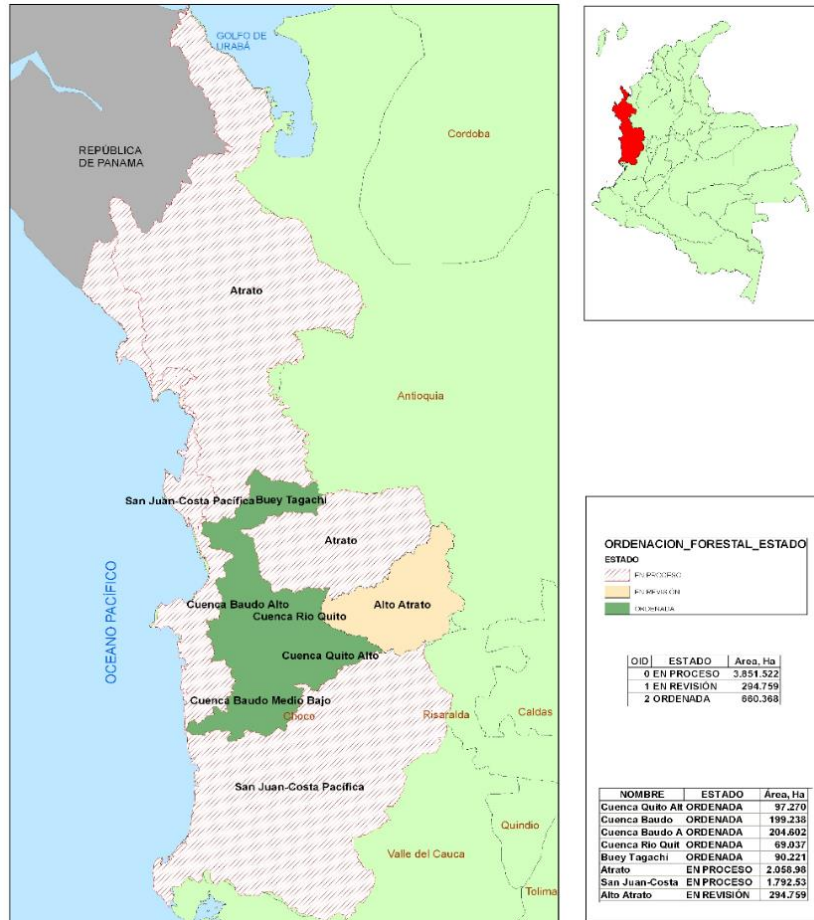 GOLFO DE
URABÁ
Cordoba
REPÚBLICA
DE PANAMA
Atrato
Antioquia
San Juan-Costa Pacífica
Buey Tagachi
Atrato
OCEANO PACÍFICO
Cuenca Baudo Alto
Alto Atrato
Cuenca Rio Quito
Cuenca Quito Alto
Cuenca Baudo Medio Bajo
Choco
Risaralda
Caldas
San Juan-Costa Pacífica
Quindio
Valle del Cauca
Tolima
ORDENACION_FORESTAL_ESTADO
ESTADO
EN PROCESO
EN REVISIÓN
ORDENADA
OID ESTADO Área, Ha
0 EN PROCESO 3.851.522
1 EN REVISIÓN 294.759
2 ORDENADA 660.368
NOMBRE ESTADO Área, Ha
Cuenca Quito Alt ORDENADA 97.270
Cuenca Baudo ORDENADA 199.238
Cuenca Baudo A ORDENADA 204.602
Cuenca Rio Quit ORDENADA 69.037
Buey Tagachi ORDENADA 90.221
Atrato EN PROCESO 2.058.98
San Juan-Costa EN PROCESO 1.792.53
Alto Atrato EN REVISIÓN 294.759